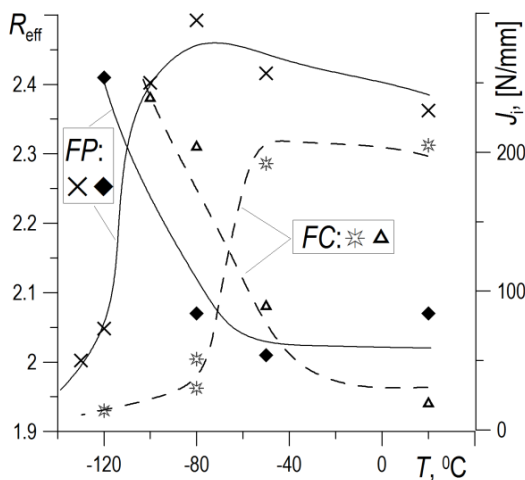 R_eff
J_i, [N/mm]
2.4
2.3
2.2
2.1
2
1.9
200
100
0
FP:
FC:
-120
-80
-40
0
T, ⁰C